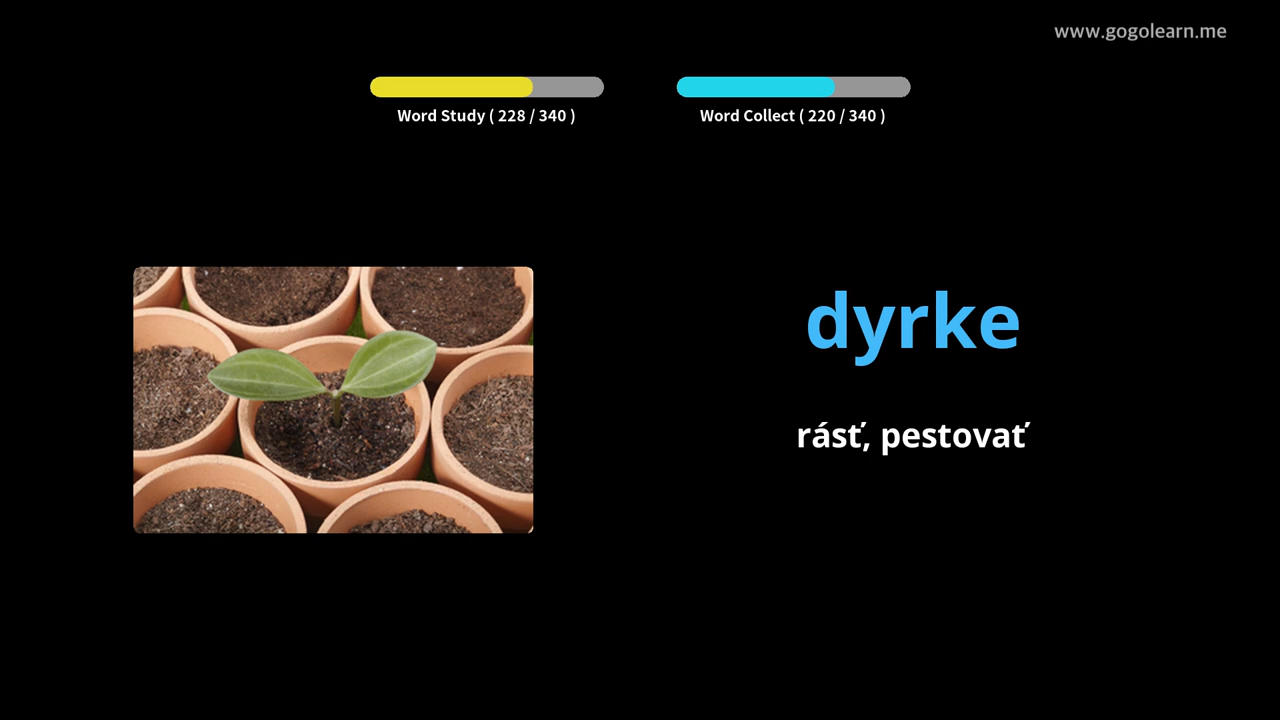 www.gogolearn.me
Word Study ( 228 / 340 )
Word Collect ( 220 / 340 )
dyrke
rásť, pestovať